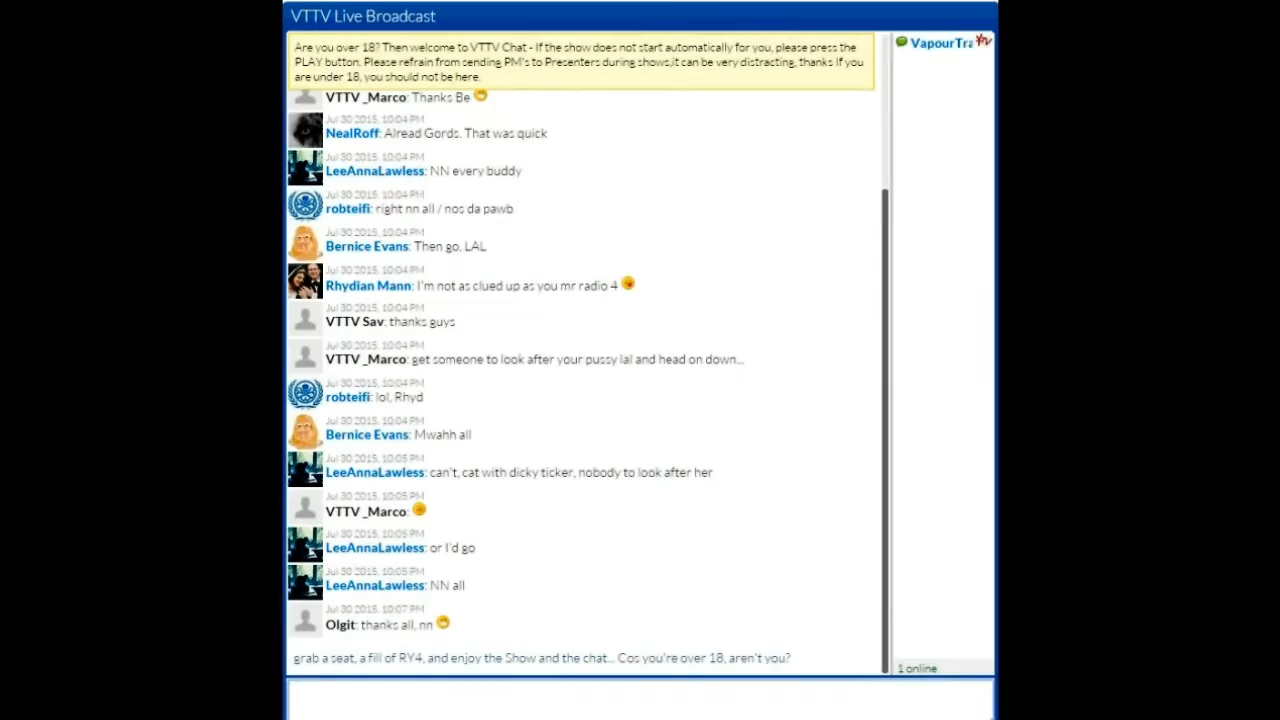 VTTV Live Broadcast
Are you over 18? Then welcome to VTTV Chat - If the show does not start automatically for you, please press the
PLAY button. Please refrain from sending PM's to Presenters during shows,it can be very distracting, thanks If you
are under 18, you should not be here.
VapourTra
VTTV _Marco: Thanks Be
Jul 30 2015, 10:04 PM
NealRoff: Alread Gords. That was quick
Jul 30 2015, 10:04 PM
LeeAnnaLawless: NN every buddy
Jul 30 2015, 10:04 PM
robteifi: right nn all / nos da pawb
Jul 30 2015, 10:04 PM
Bernice Evans: Then go, LAL
Jul 30 2015, 10:04 PM
Rhydian Mann: I'm not as clued up as you mr radio 4
Jul 30 2015, 10:04 PM
VTTV Sav: thanks guys
Jul 30 2015, 10:04 PM
VTTV _Marco: get someone to look after your pussy lal and head on down...
Jul 30 2015, 10:04 PM
robteifi: lol, Rhyd
Jul 30 2015, 10:04 PM
Bernice Evans: Mwahh all
Jul 30 2015, 10:05 PM
LeeAnnaLawless: can't, cat with dicky ticker, nobody to look after her
Jul 30 2015, 10:05 PM
VTTV _Marco:
Jul 30 2015, 10:05 PM
LeeAnnaLawless: or I'd go
Jul 30 2015, 10:05 PM
LeeAnnaLawless: NN all
Jul 30 2015, 10:07 PM
Olgit: thanks all, nn
grab a seat, a fill of RY4, and enjoy the Show and the chat... Cos you're over 18, aren't you?
1 online